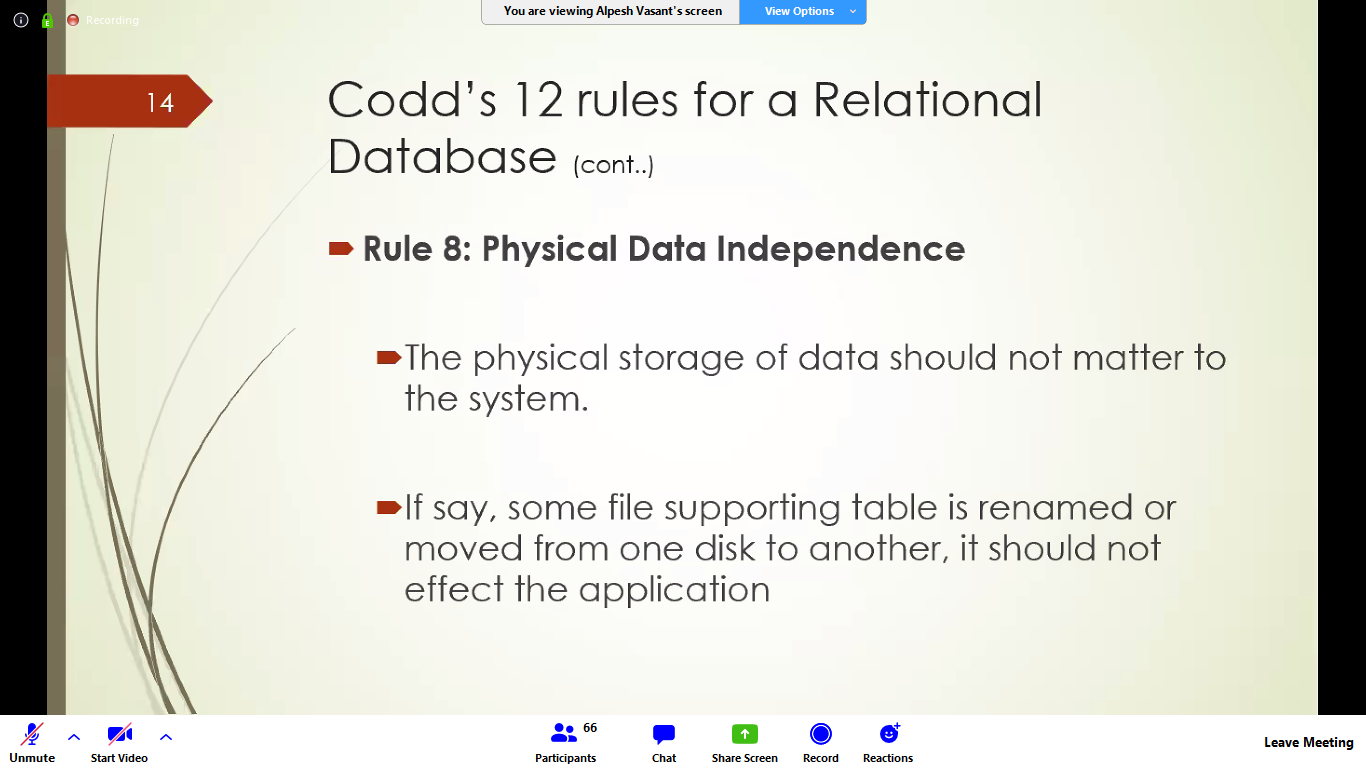 Recording
You are viewing Alpesh Vasant's screen
View Options
14
Codd's 12 rules for a Relational
Database (cont..)
Rule 8: Physical Data Independence
The physical storage of data should not matter to
the system.
If say, some file supporting table is renamed or
moved from one disk to another, it should not
effect the application
Unmute
Start Video
66
Participants
Chat
Share Screen
Record
Reactions
Leave Meeting